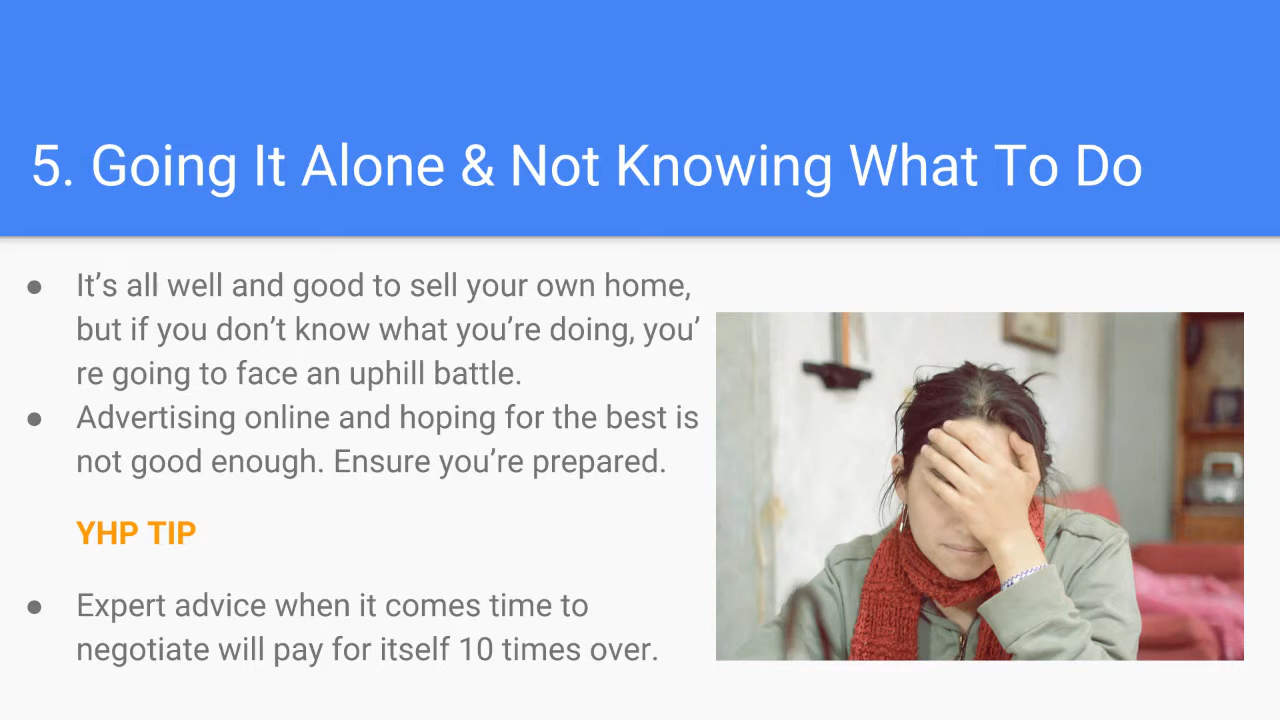 5. Going It Alone & Not Knowing What To Do
● It’s all well and good to sell your own home,
but if you don’t know what you’re doing, you’
re going to face an uphill battle.
● Advertising online and hoping for the best is
not good enough. Ensure you’re prepared.
YHP TIP
● Expert advice when it comes time to
negotiate will pay for itself 10 times over.